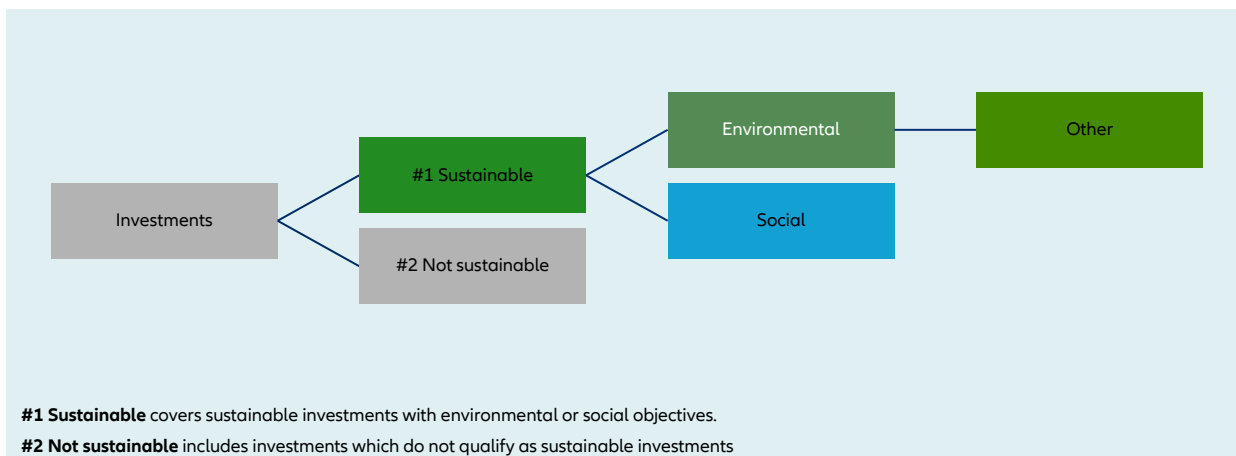 Environmental
Other
#1 Sustainable
Investments
Social
#2 Not sustainable
#1 Sustainable covers sustainable investments with environmental or social objectives.
#2 Not sustainable includes investments which do not qualify as sustainable investments